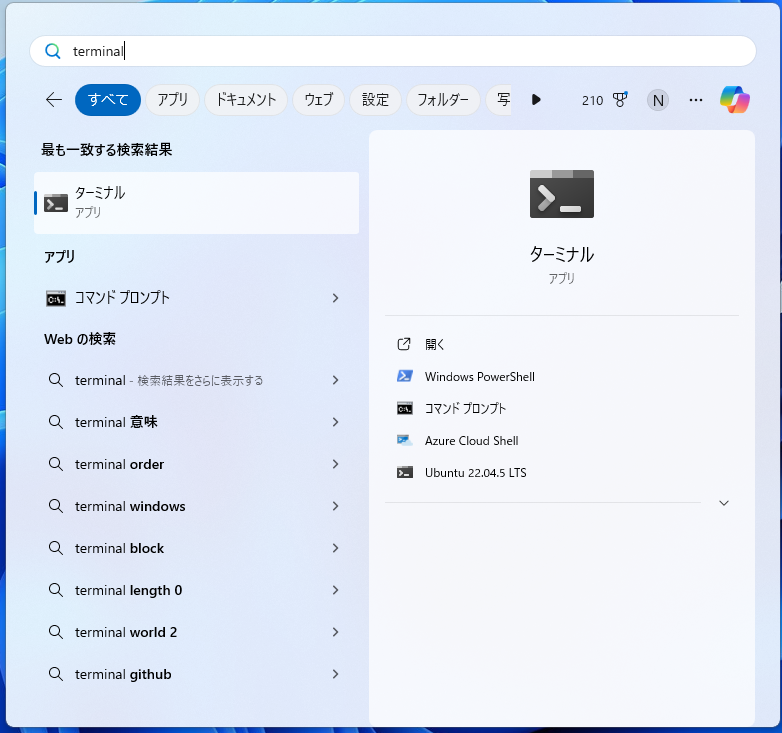 terminal
すべて
アプリ
ドキュメント
ウェブ
設定
フォルダー
写
210
N
最も一致する検索結果
ターミナル
アプリ
アプリ
コマンド プロンプト
Web の検索
terminal - 検索結果をさらに表示する
terminal 意味
terminal order
terminal windows
terminal block
terminal length 0
terminal world 2
terminal github
ターミナル
アプリ
開く
Windows PowerShell
コマンド プロンプト
Azure Cloud Shell
Ubuntu 22.04.5 LTS